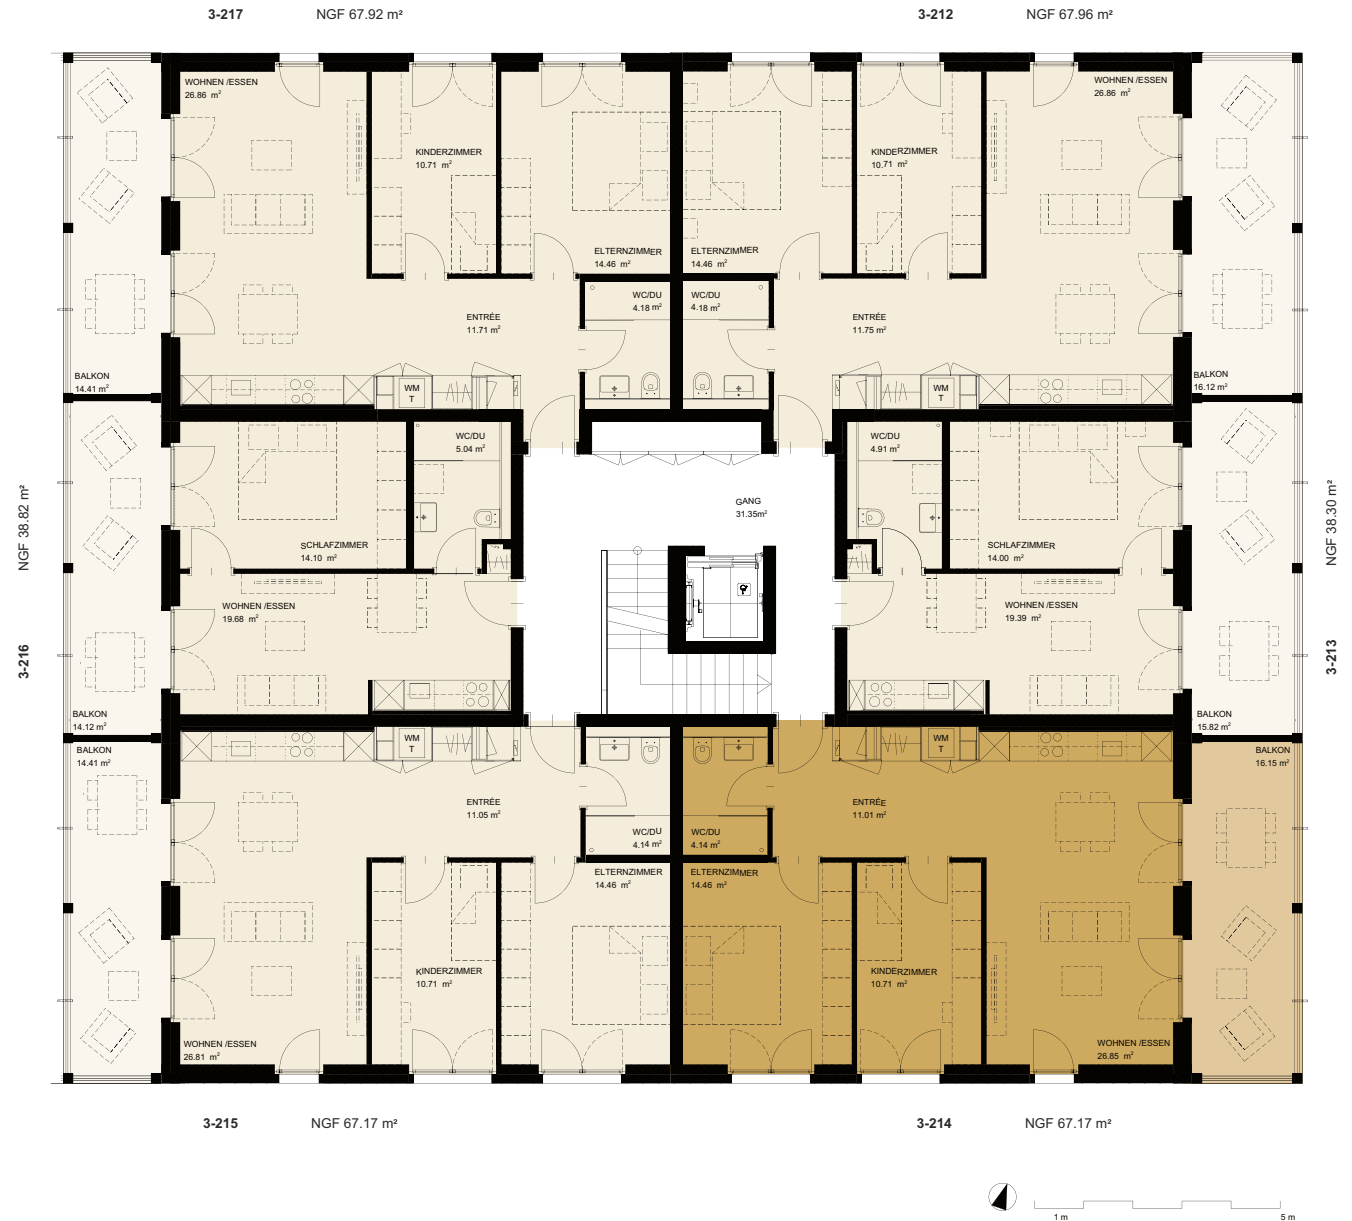 3-217
NGF 67.92 m²
3-212
NGF 67.96 m²
WOHNEN /ESSEN
26.86 m²
KINDERZIMMER
10.71 m²
ELTERNZIMMER
14.46 m²
WC/DU
4.18 m²
ENTRÉE
11.71 m²
BALKON
14.41 m²
WM
T
ELTERNZIMMER
14.46 m²
KINDERZIMMER
10.71 m²
WOHNEN /ESSEN
26.86 m²
WC/DU
4.18 m²
ENTRÉE
11.75 m²
BALKON
16.12 m²
WM
T
3-216
NGF 38.82 m²
WC/DU
5.04 m²
SCHLAFZIMMER
14.10 m²
WOHNEN /ESSEN
19.68 m²
BALKON
14.12 m²
GANG
31.35m²
WC/DU
4.91 m²
SCHLAFZIMMER
14.00 m²
WOHNEN /ESSEN
19.39 m²
BALKON
15.82 m²
3-213
NGF 38.30 m²
BALKON
14.41 m²
WM
T
ENTRÉE
11.05 m²
WC/DU
4.14 m²
ELTERNZIMMER
14.46 m²
KINDERZIMMER
10.71 m²
WOHNEN /ESSEN
26.81 m²
WM
T
BALKON
16.15 m²
ENTRÉE
11.01 m²
WC/DU
4.14 m²
ELTERNZIMMER
14.46 m²
KINDERZIMMER
10.71 m²
WOHNEN /ESSEN
26.85 m²
3-215
NGF 67.17 m²
3-214
NGF 67.17 m²
1 m
5 m